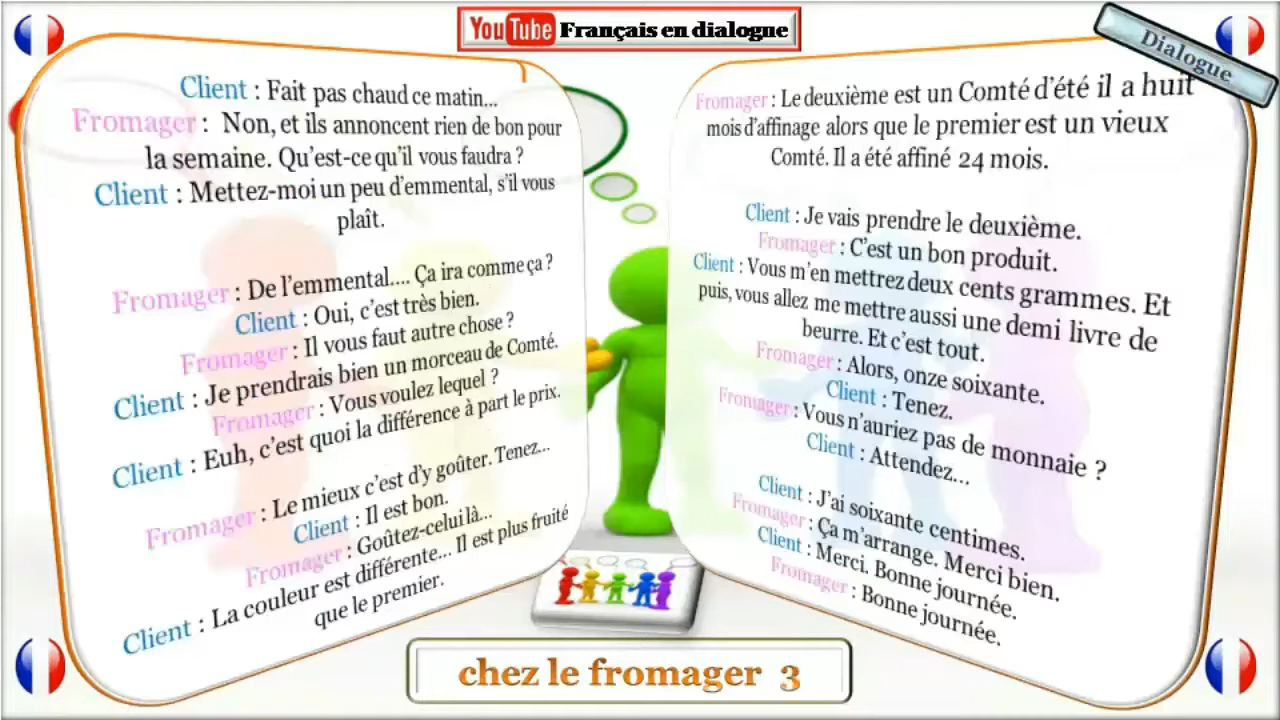 YouTube Français en dialogue
Dialogue
Client : Fait pas chaud ce matin...
Fromager : Non, et ils annoncent rien de bon pour
la semaine. Qu'est-ce qu'il vous faudra ?
Client : Mettez-moi un peu d'emmental, s'il vous
plaît.
Fromager : De l'emmental.... Ça ira comme ça ?
Client : Oui, c'est très bien.
Fromager : Il vous faut autre chose ?
Client : Je prendrais bien un morceau de Comté.
Fromager : Vous voulez lequel ?
Client : Euh, c'est quoi la différence à part le prix.
Fromager : Le mieux c'est d'y goûter. Tenez...
Client : Il est bon.
Fromager : Goûtez-celui là...
Client : La couleur est différente... Il est plus fruité
que le premier.
Fromager : Le deuxième est un Comté d'été il a huit
mois d'affinage alors que le premier est un vieux
Comté. Il a été affiné 24 mois.
Client : Je vais prendre le deuxième.
Fromager : C'est un bon produit.
Client : Vous m'en mettrez deux cents grammes. Et
puis, vous allez me mettre aussi une demi livre de
beurre. Et c'est tout.
Fromager : Alors, onze soixante.
Client : Tenez.
Fromager : Vous n'auriez pas de monnaie ?
Client : Attendez...
Client : J'ai soixante centimes.
Fromager : Ça m'arrange. Merci bien.
Client : Merci. Bonne journée.
Fromager : Bonne journée.
chez le fromager 3